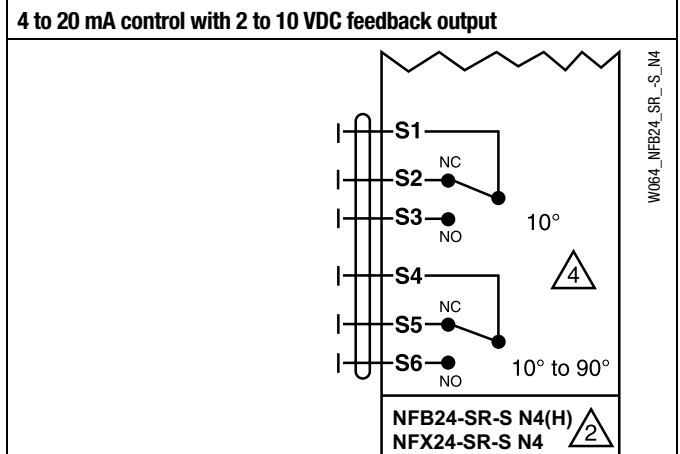 4 to 20 mA control with 2 to 10 VDC feedback output
S1
NC
S2
S3
NO
10°
4
S4
NC
S5
S6
NO
10° to 90°
NFB24-SR-S N4(H)
NFX24-SR-S N4
2
W064_NFB24_SR_-S_N4